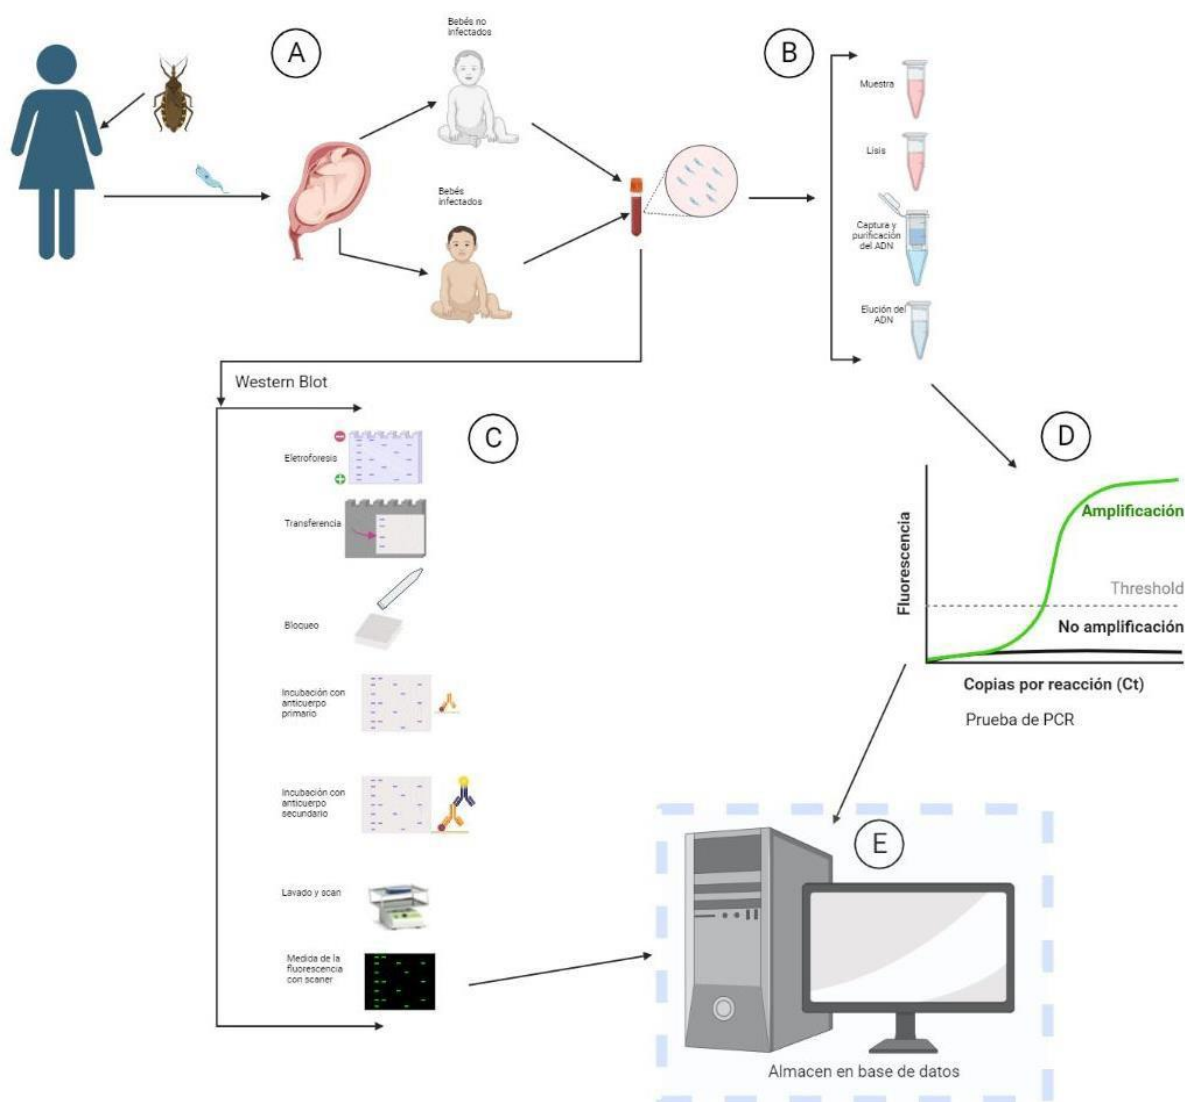 A
Bebés no
infectados
Bebés
infectados
B
Muestra
Lisis
Captura y
purificación
del ADN
Elución del
ADN
Western Blot
C
Eletroforesis
Transferencia
Bloqueo
Incubación con
anticuerpo
primario
Incubación con
anticuerpo
secundario
Lavado y scan
Medida de la
fluorescencia
con scaner
D
Fluorescencia
Amplificación
Threshold
No amplificación
Copias por reacción (Ct)
Prueba de PCR
E
Almacen en base de datos